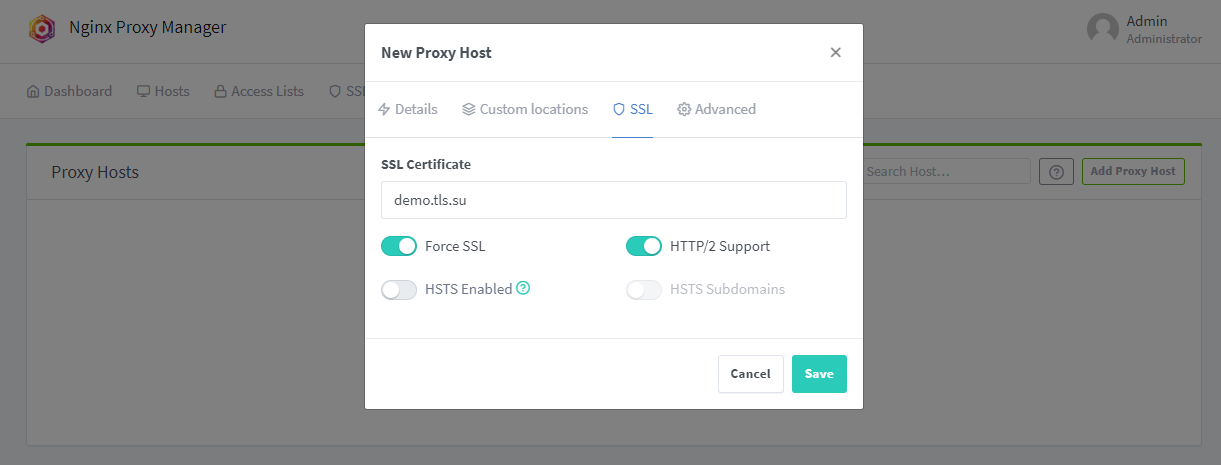 Nginx Proxy Manager
Admin
Administrator
Dashboard
Hosts
Access Lists
SSL
Proxy Hosts
Search Host...
Add Proxy Host
New Proxy Host
Details
Custom locations
SSL
Advanced
SSL Certificate
demo.tls.su
Force SSL
HTTP/2 Support
HSTS Enabled
HSTS Subdomains
Cancel
Save